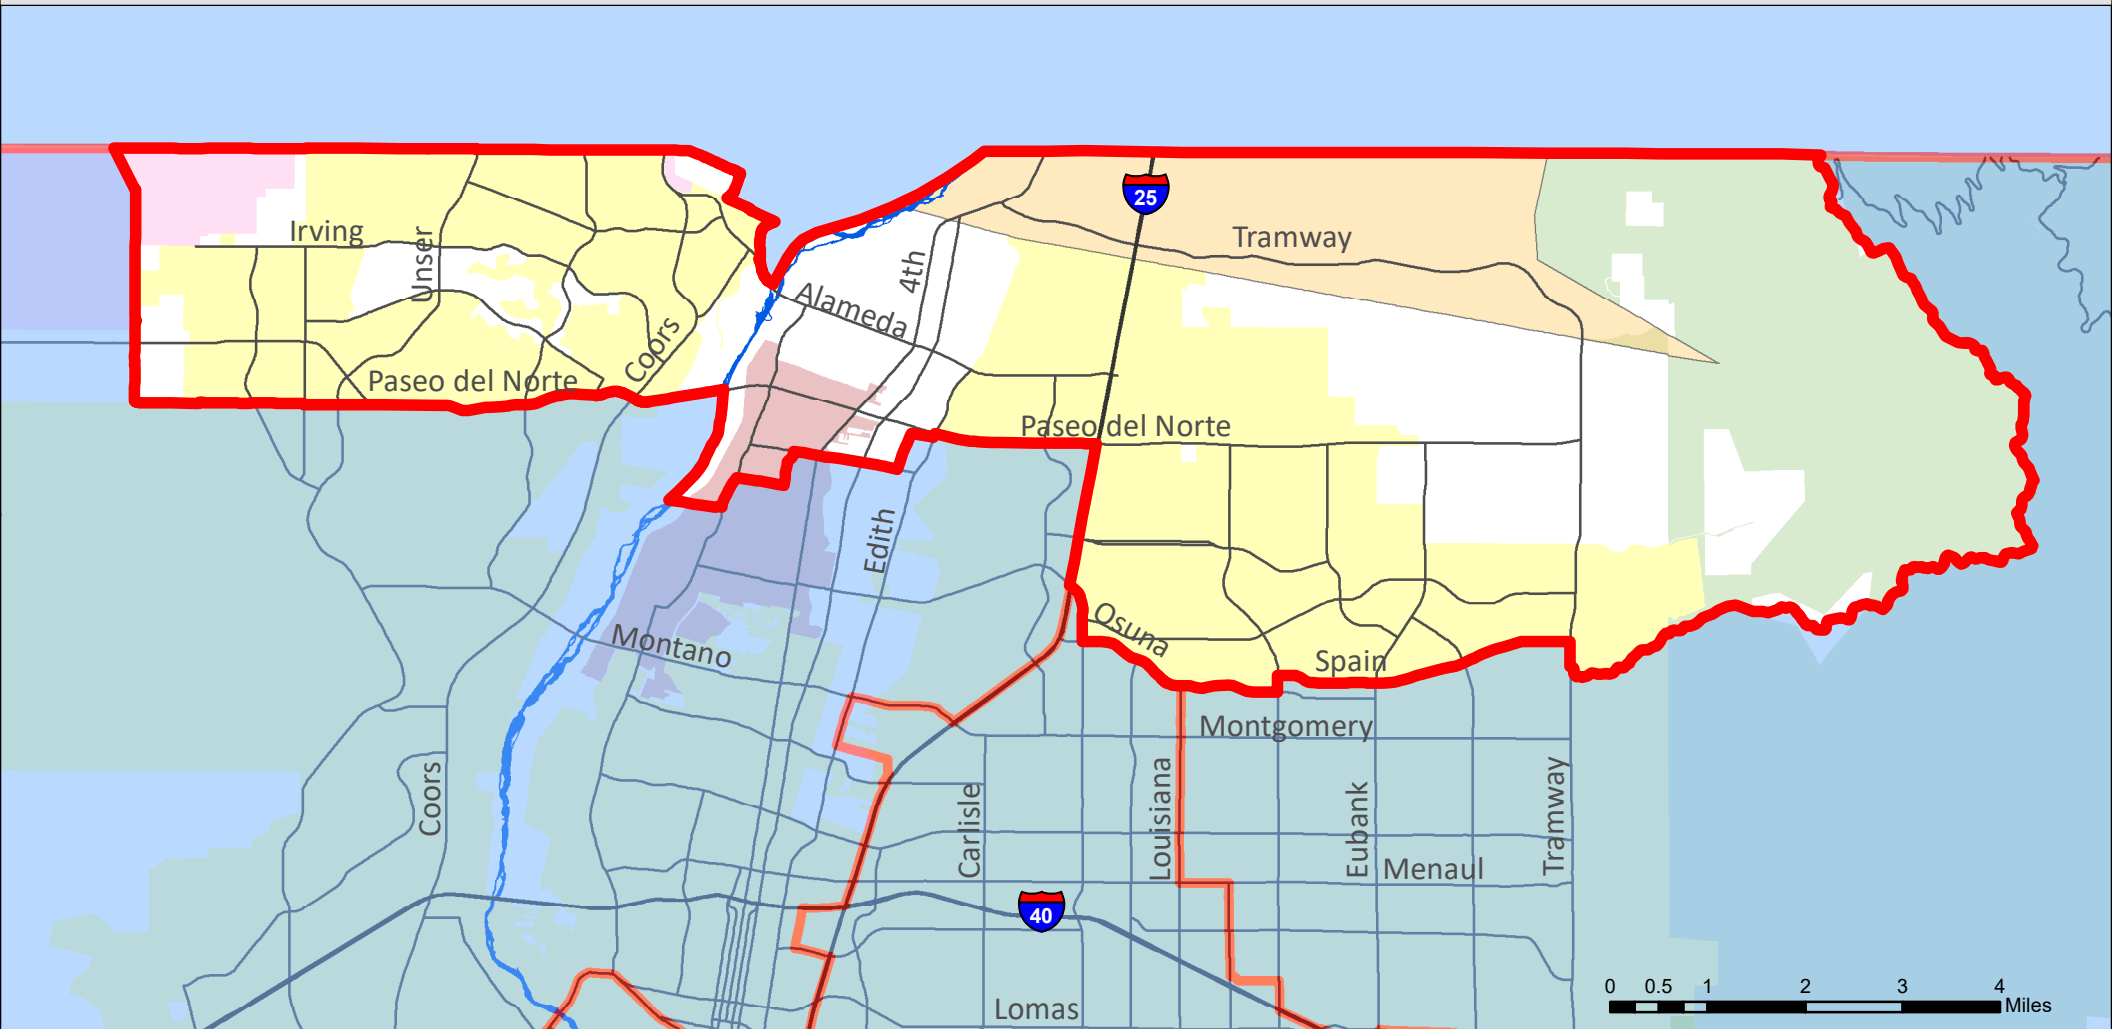 25
Irving
Unser
4th
Tramway
Alameda
Coors
Paseo del Norte
Paseo del Norte
Edith
Osuna
Montano
Spain
Montgomery
Coors
Carlisle
Louisiana
Eubank
Tramway
Menaul
40
Lomas
0 0.5 1 2 3 4
Miles